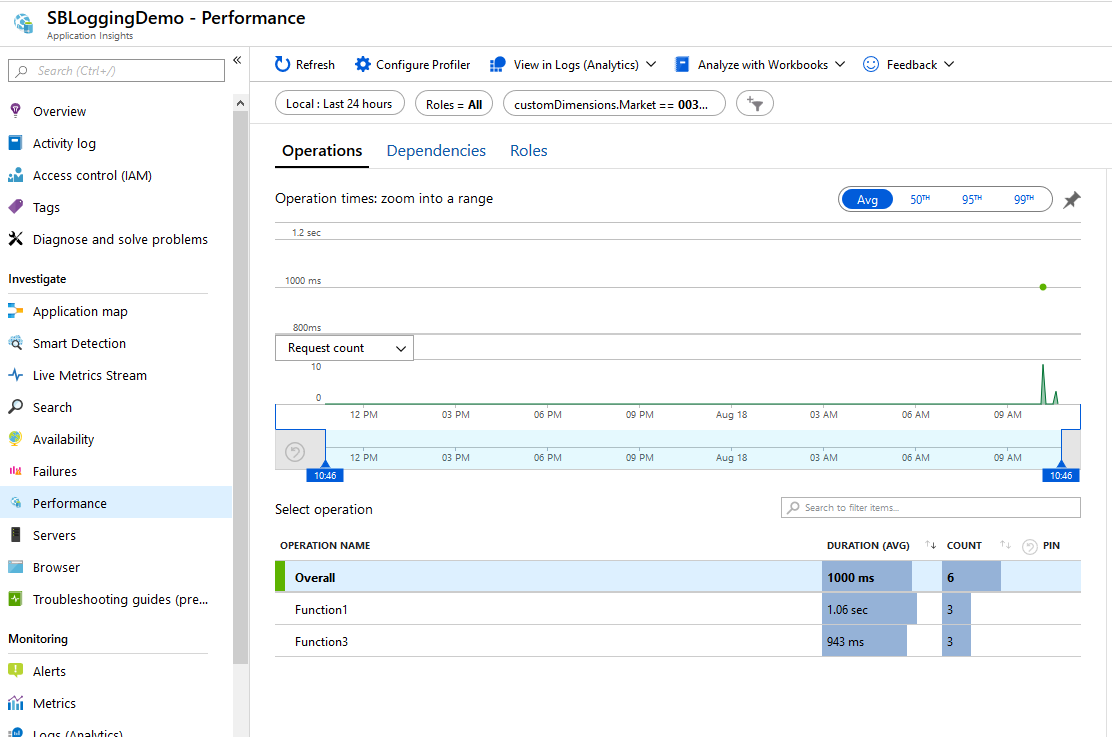 SBLoggingDemo - Performance
Application Insights
Search (Ctrl+/)
«
Overview
Activity log
Access control (IAM)
Tags
Diagnose and solve problems
Investigate
Application map
Smart Detection
Live Metrics Stream
Search
Availability
Failures
Performance
Servers
Browser
Troubleshooting guides (pre...
Monitoring
Alerts
Metrics
Logs (Analytics)
Refresh Configure Profiler View in Logs (Analytics) Analyze with Workbooks Feedback
Local : Last 24 hours Roles = All customDimensions.Market == 003...
Operations Dependencies Roles
Operation times: zoom into a range
Avg 50TH 95TH 99TH
1.2 sec
1000 ms
800ms
Request count
10
0
12 PM 03 PM 06 PM 09 PM Aug 18 03 AM 06 AM 09 AM
12 PM 03 PM 06 PM 09 PM Aug 18 03 AM 06 AM 09 AM
10:46 10:46
Select operation
Search to filter items...
OPERATION NAME DURATION (AVG) COUNT PIN
Overall 1000 ms 6
Function1 1.06 sec 3
Function3 943 ms 3